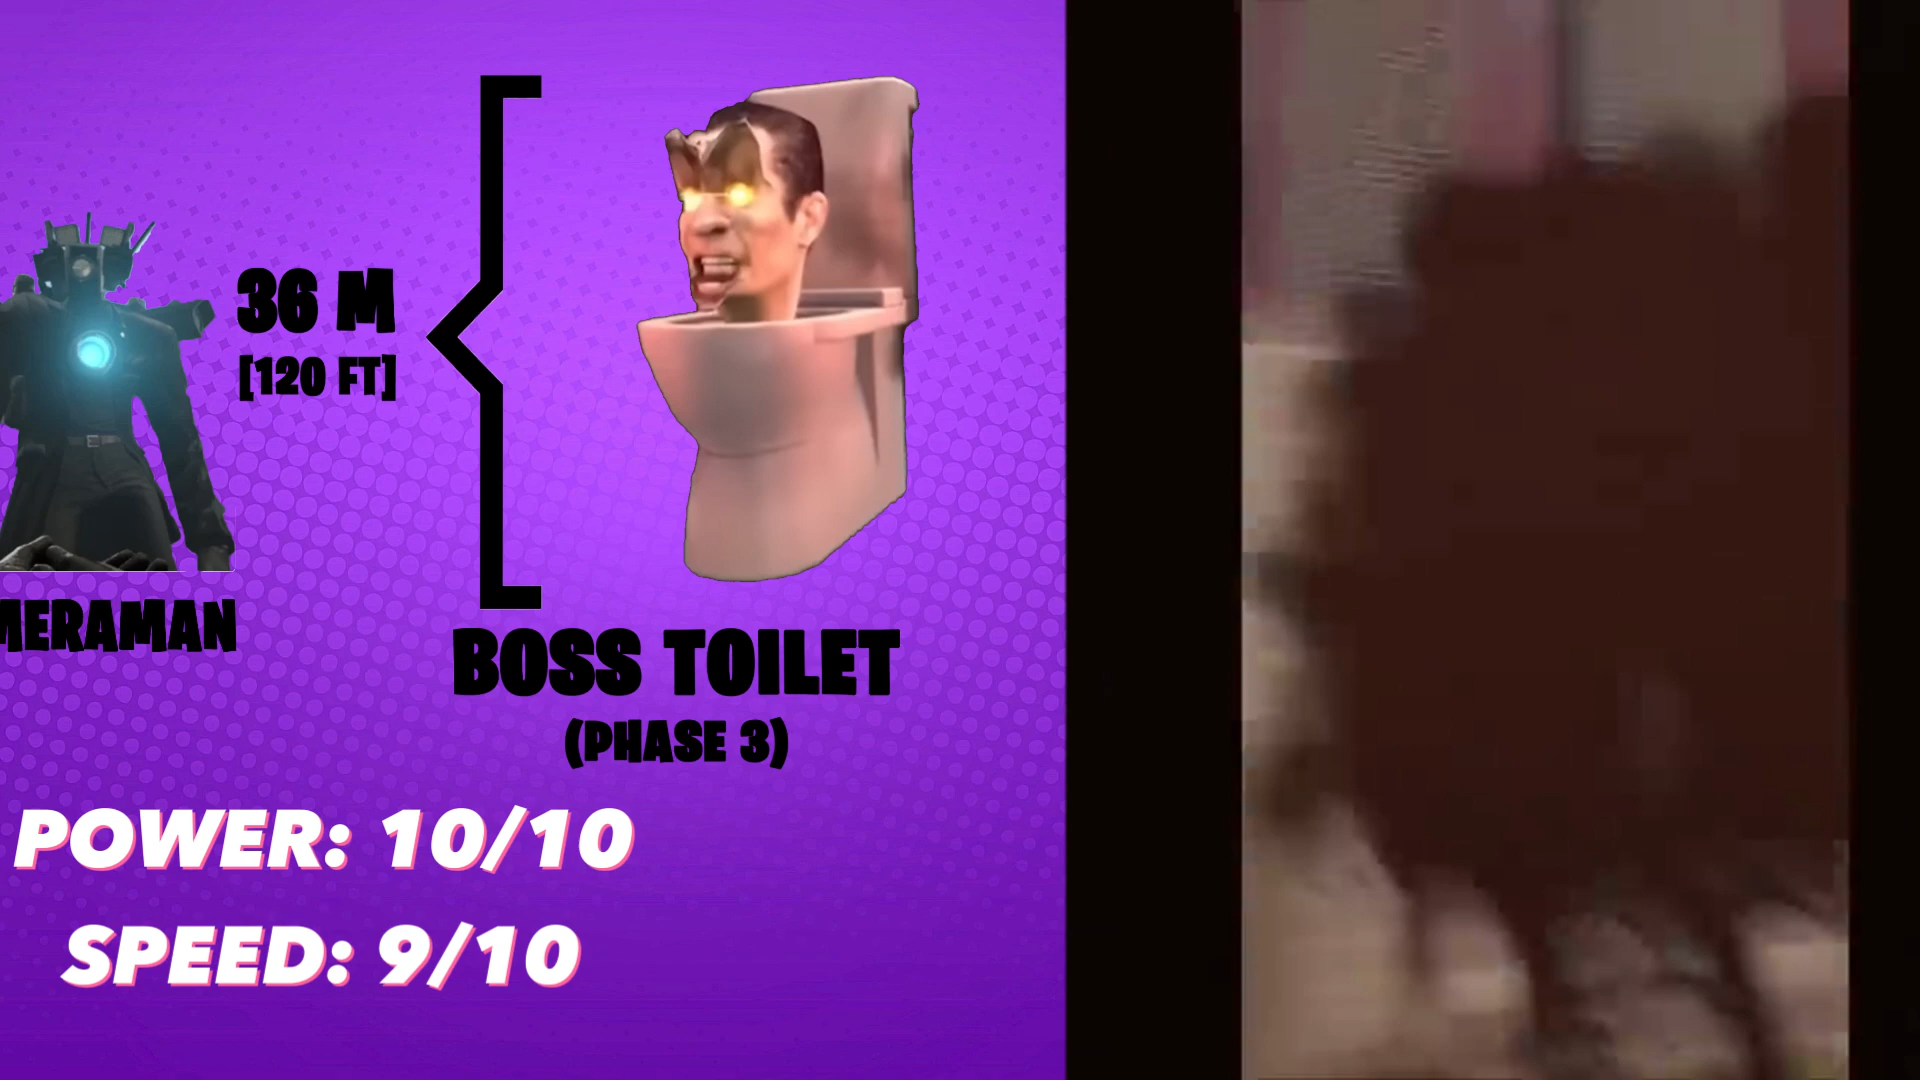 36 M
[120 FT]
MERAMAN
BOSS TOILET
(PHASE 3)
POWER: 10/10
SPEED: 9/10